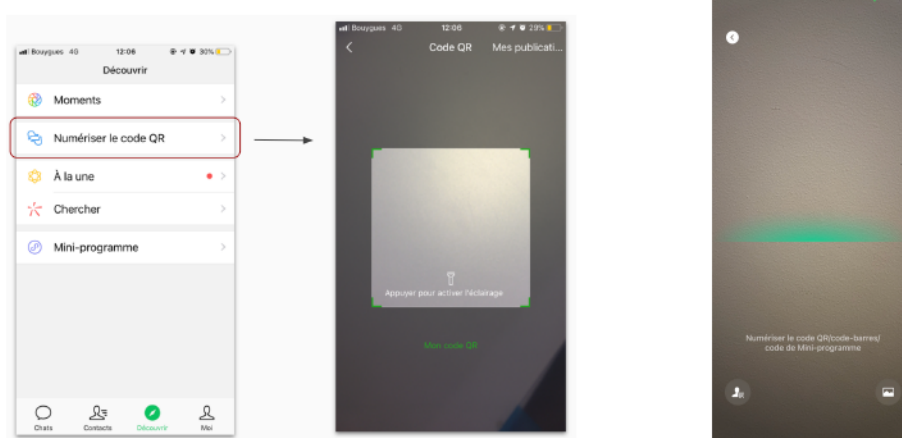 Bouygues 4G 12:06 30%
Découvrir
Moments
Numériser le code QR
À la une
Chercher
Mini-programme
Chats Contacts Découvrir Moi
Bouygues 4G 12:06 29%
Code QR Mes publicati...
Appuyer pour activer l'éclairage
Mon code QR
Numériser le code QR/code-barres/
code de Mini-programme